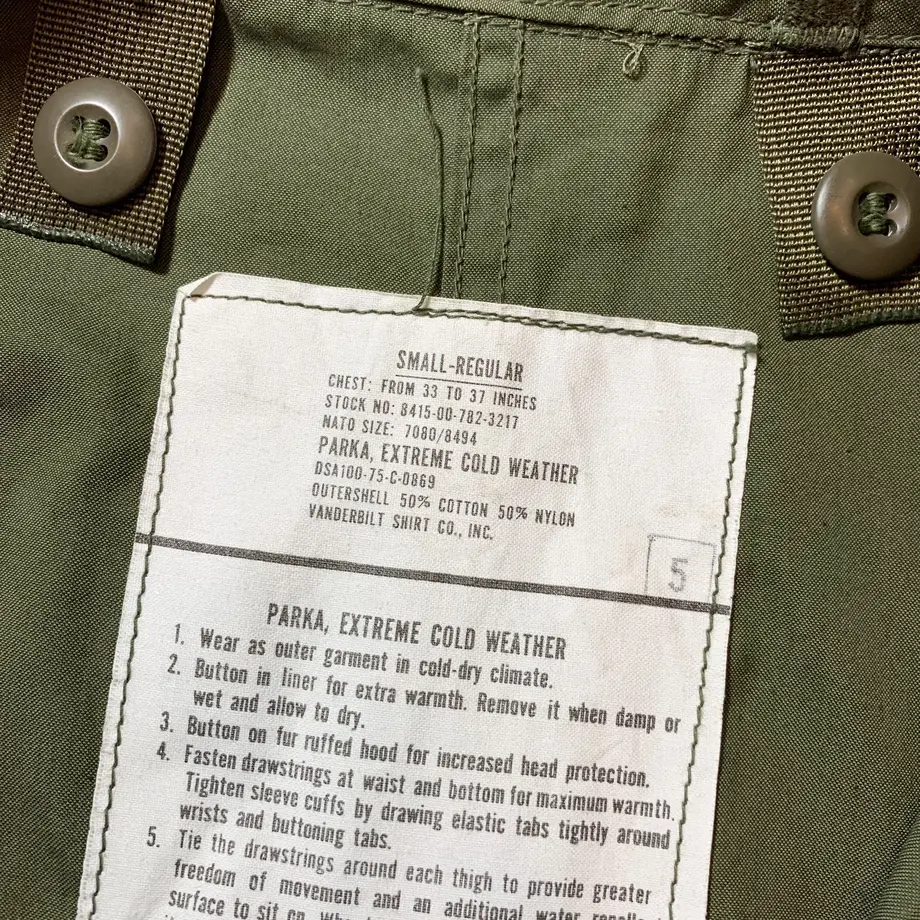 SMALL-REGULAR
CHEST: FROM 33 TO 37 INCHES
STOCK NO: 8415-00-782-3217
NATO SIZE: 7080/8494
PARKA, EXTREME COLD WEATHER
DSA100-75-C-0869
OUTERSHELL 50% COTTON 50% NYLON
VANDERBILT SHIRT CO., INC.
5
PARKA, EXTREME COLD WEATHER
1. Wear as outer garment in cold-dry climate.
2. Button in liner for extra warmth. Remove it when damp or
wet and allow to dry.
3. Button on fur ruffed hood for increased head protection.
4. Fasten drawstrings at waist and bottom for maximum warmth.
Tighten sleeve cuffs by drawing elastic tabs tightly around
wrists and buttoning tabs.
5. Tie the drawstrings around each thigh to provide greater
freedom of movement and an additional water
surface to sit on.